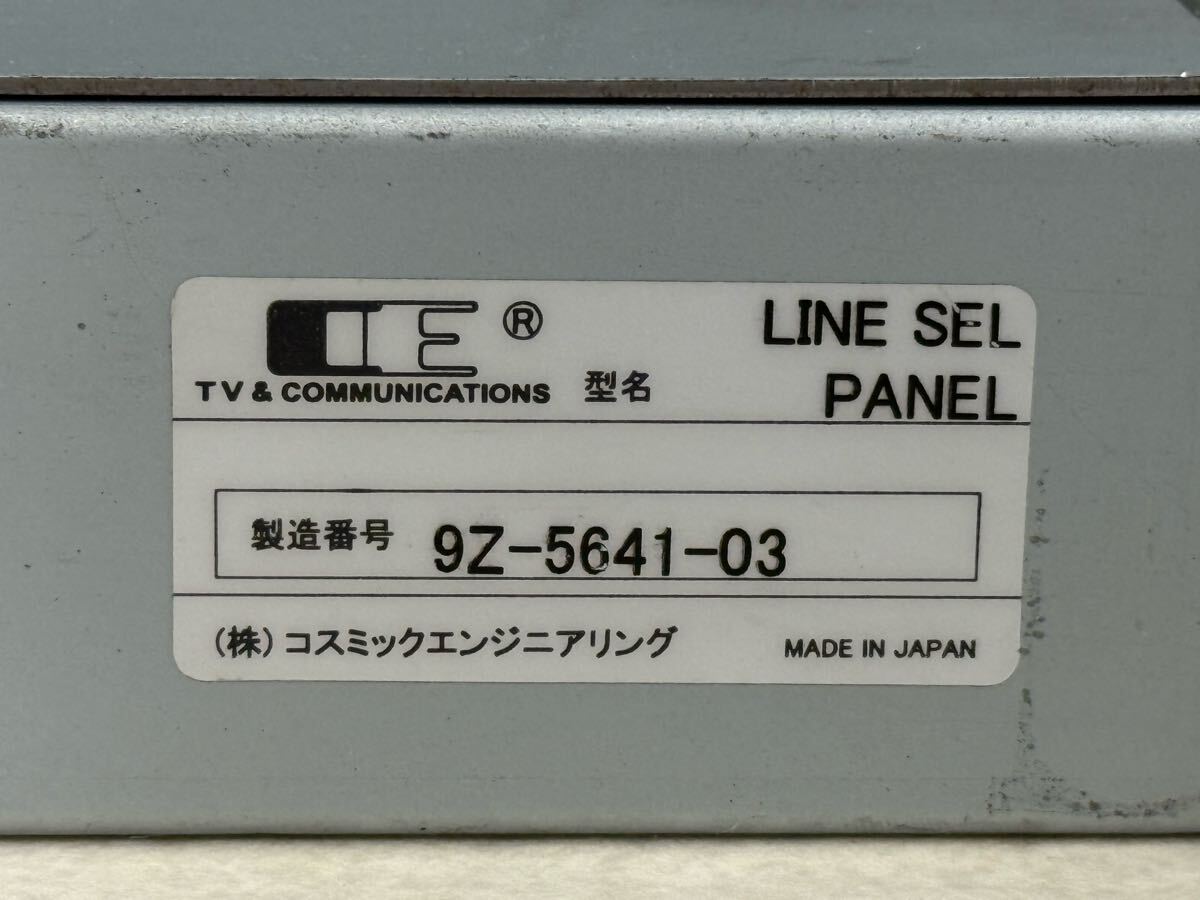 CE ® LINE SEL
TV & COMMUNICATIONS 型名 PANEL
製造番号 9Z-5641-03
(株)コスミックエンジニアリング MADE IN JAPAN